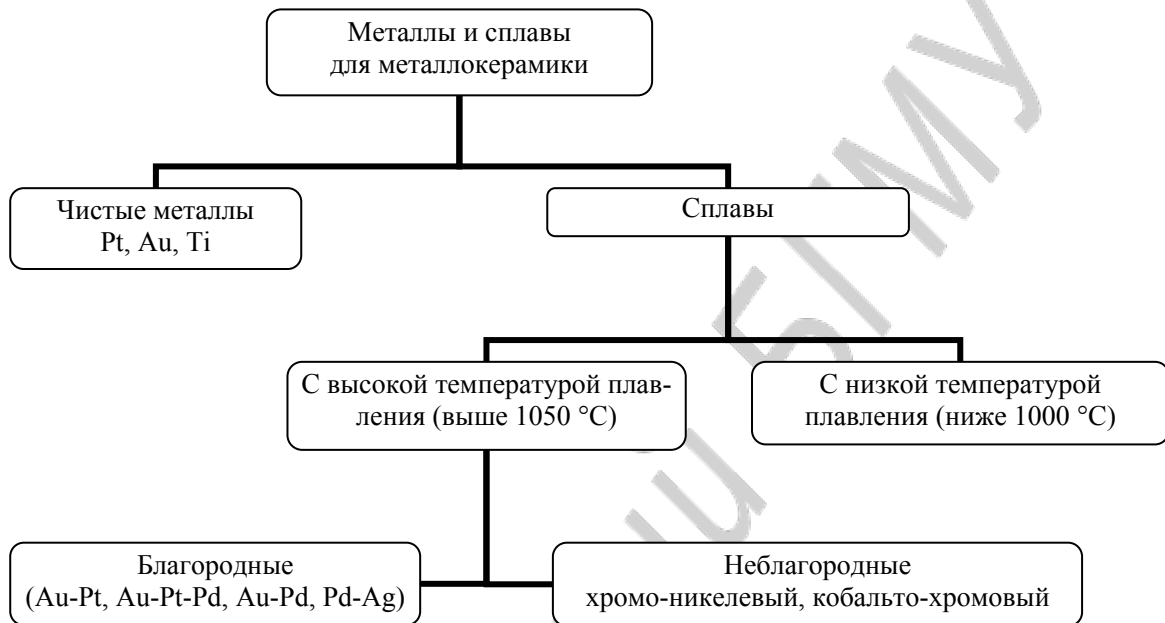 Металлы и сплавы
для металлокерамики
Чистые металлы
Pt, Au, Ti
Сплавы
С высокой температурой плав-
ления (выше 1050 °С)
С низкой температурой
плавления (ниже 1000 °С)
Благородные
(Au-Pt, Au-Pt-Pd, Au-Pd, Pd-Ag)
Неблагородные
хромо-никелевый, кобальто-хромовый
БГМУ